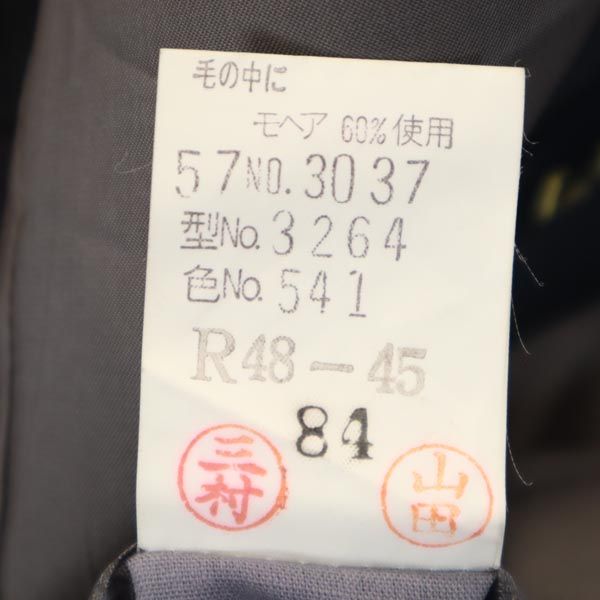 毛の中に
モヘア 60%使用
57NO.3037
型No.3264
色No.541
R48-45
84
三村
山田